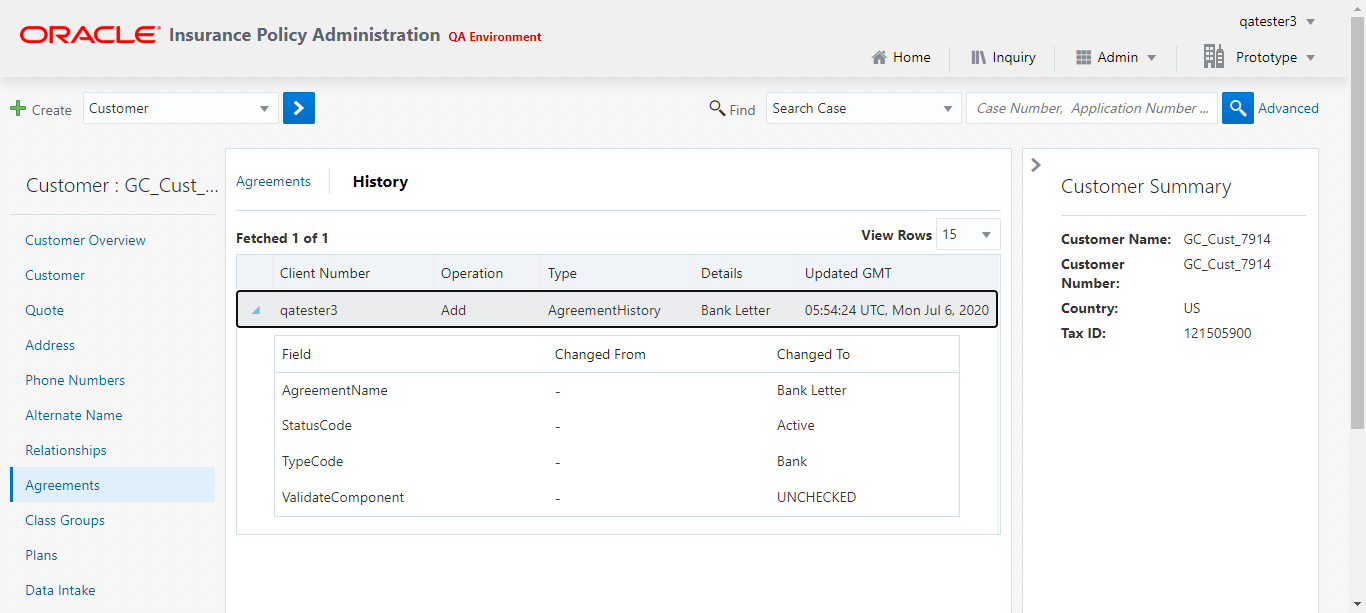 ORACLE Insurance Policy Administration QA Environment
qatester3
Home Inquiry Admin Prototype
Create Customer
Find Search Case Case Number, Application Number ... Advanced
Customer : GC_Cust_...
Customer Overview
Customer
Quote
Address
Phone Numbers
Alternate Name
Relationships
Agreements
Class Groups
Plans
Data Intake
Agreements History
Fetched 1 of 1 View Rows 15
Client Number Operation Type Details Updated GMT
qatester3 Add AgreementHistory Bank Letter 05:54:24 UTC, Mon Jul 6, 2020
Field Changed From Changed To
AgreementName - Bank Letter
StatusCode - Active
TypeCode - Bank
ValidateComponent - UNCHECKED
Customer Summary
Customer Name: GC_Cust_7914
Customer GC_Cust_7914
Number:
Country: US
Tax ID: 121505900